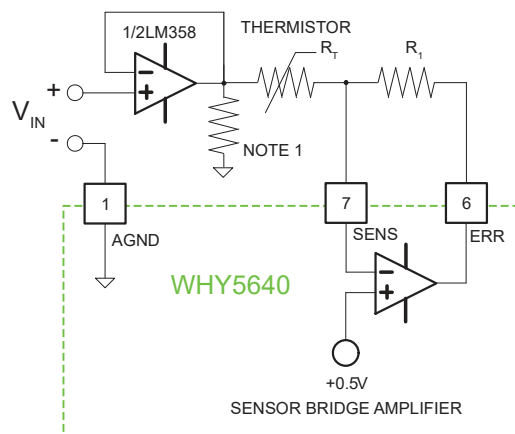 1/2LM358
THERMISTOR
R_T
R_1
+
V_IN
-
-
+
NOTE 1
1
AGND
7
SENS
6
ERR
WHY5640
-
+
+0.5V
SENSOR BRIDGE AMPLIFIER